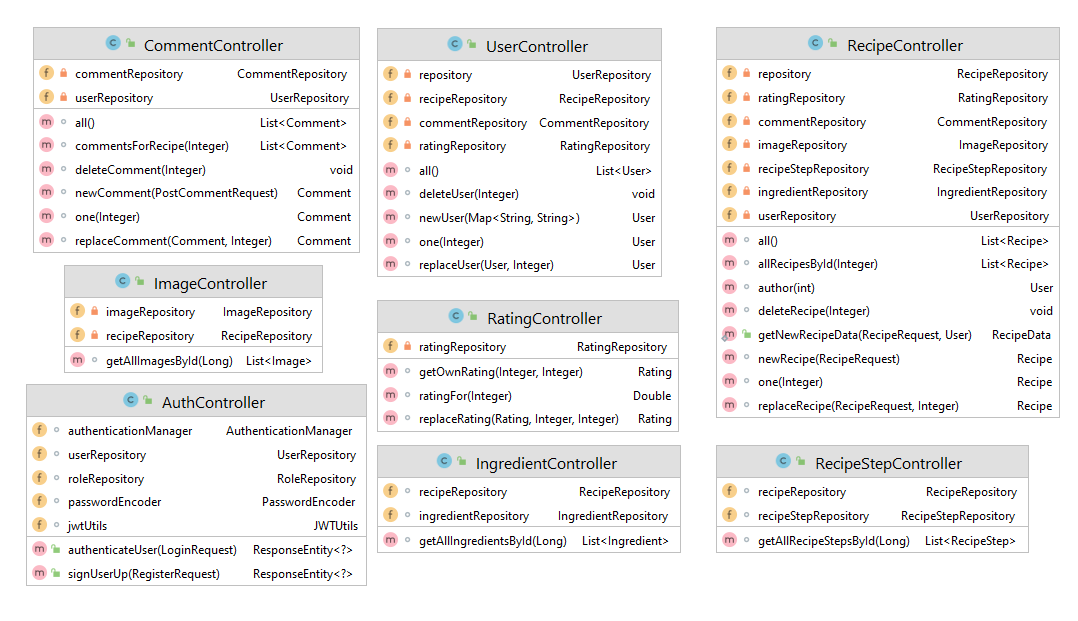 CommentController
commentRepository CommentRepository
userRepository UserRepository
all() List<Comment>
commentsForRecipe(Integer) List<Comment>
deleteComment(Integer) void
newComment(PostCommentRequest) Comment
one(Integer) Comment
replaceComment(Comment, Integer) Comment
ImageController
imageRepository ImageRepository
recipeRepository RecipeRepository
getAllImagesById(Long) List<Image>
AuthController
authenticationManager AuthenticationManager
userRepository UserRepository
roleRepository RoleRepository
passwordEncoder PasswordEncoder
jwtUtils JWTUtils
authenticateUser(LoginRequest) ResponseEntity<?>
signUserUp(RegisterRequest) ResponseEntity<?>
UserController
repository UserRepository
recipeRepository RecipeRepository
commentRepository CommentRepository
ratingRepository RatingRepository
all() List<User>
deleteUser(Integer) void
newUser(Map<String, String>) User
one(Integer) User
replaceUser(User, Integer) User
RatingController
ratingRepository RatingRepository
getOwnRating(Integer, Integer) Rating
ratingFor(Integer) Double
replaceRating(Rating, Integer, Integer) Rating
IngredientController
recipeRepository RecipeRepository
ingredientRepository IngredientRepository
getAllIngredientsById(Long) List<Ingredient>
RecipeController
repository RecipeRepository
ratingRepository RatingRepository
commentRepository CommentRepository
imageRepository ImageRepository
recipeStepRepository RecipeStepRepository
ingredientRepository IngredientRepository
userRepository UserRepository
all() List<Recipe>
allRecipesById(Integer) List<Recipe>
author(int) User
deleteRecipe(Integer) void
getNewRecipeData(RecipeRequest, User) RecipeData
newRecipe(RecipeRequest) Recipe
one(Integer) Recipe
replaceRecipe(RecipeRequest, Integer) Recipe
RecipeStepController
recipeRepository RecipeRepository
recipeStepRepository RecipeStepRepository
getAllRecipeStepsById(Long) List<RecipeStep>